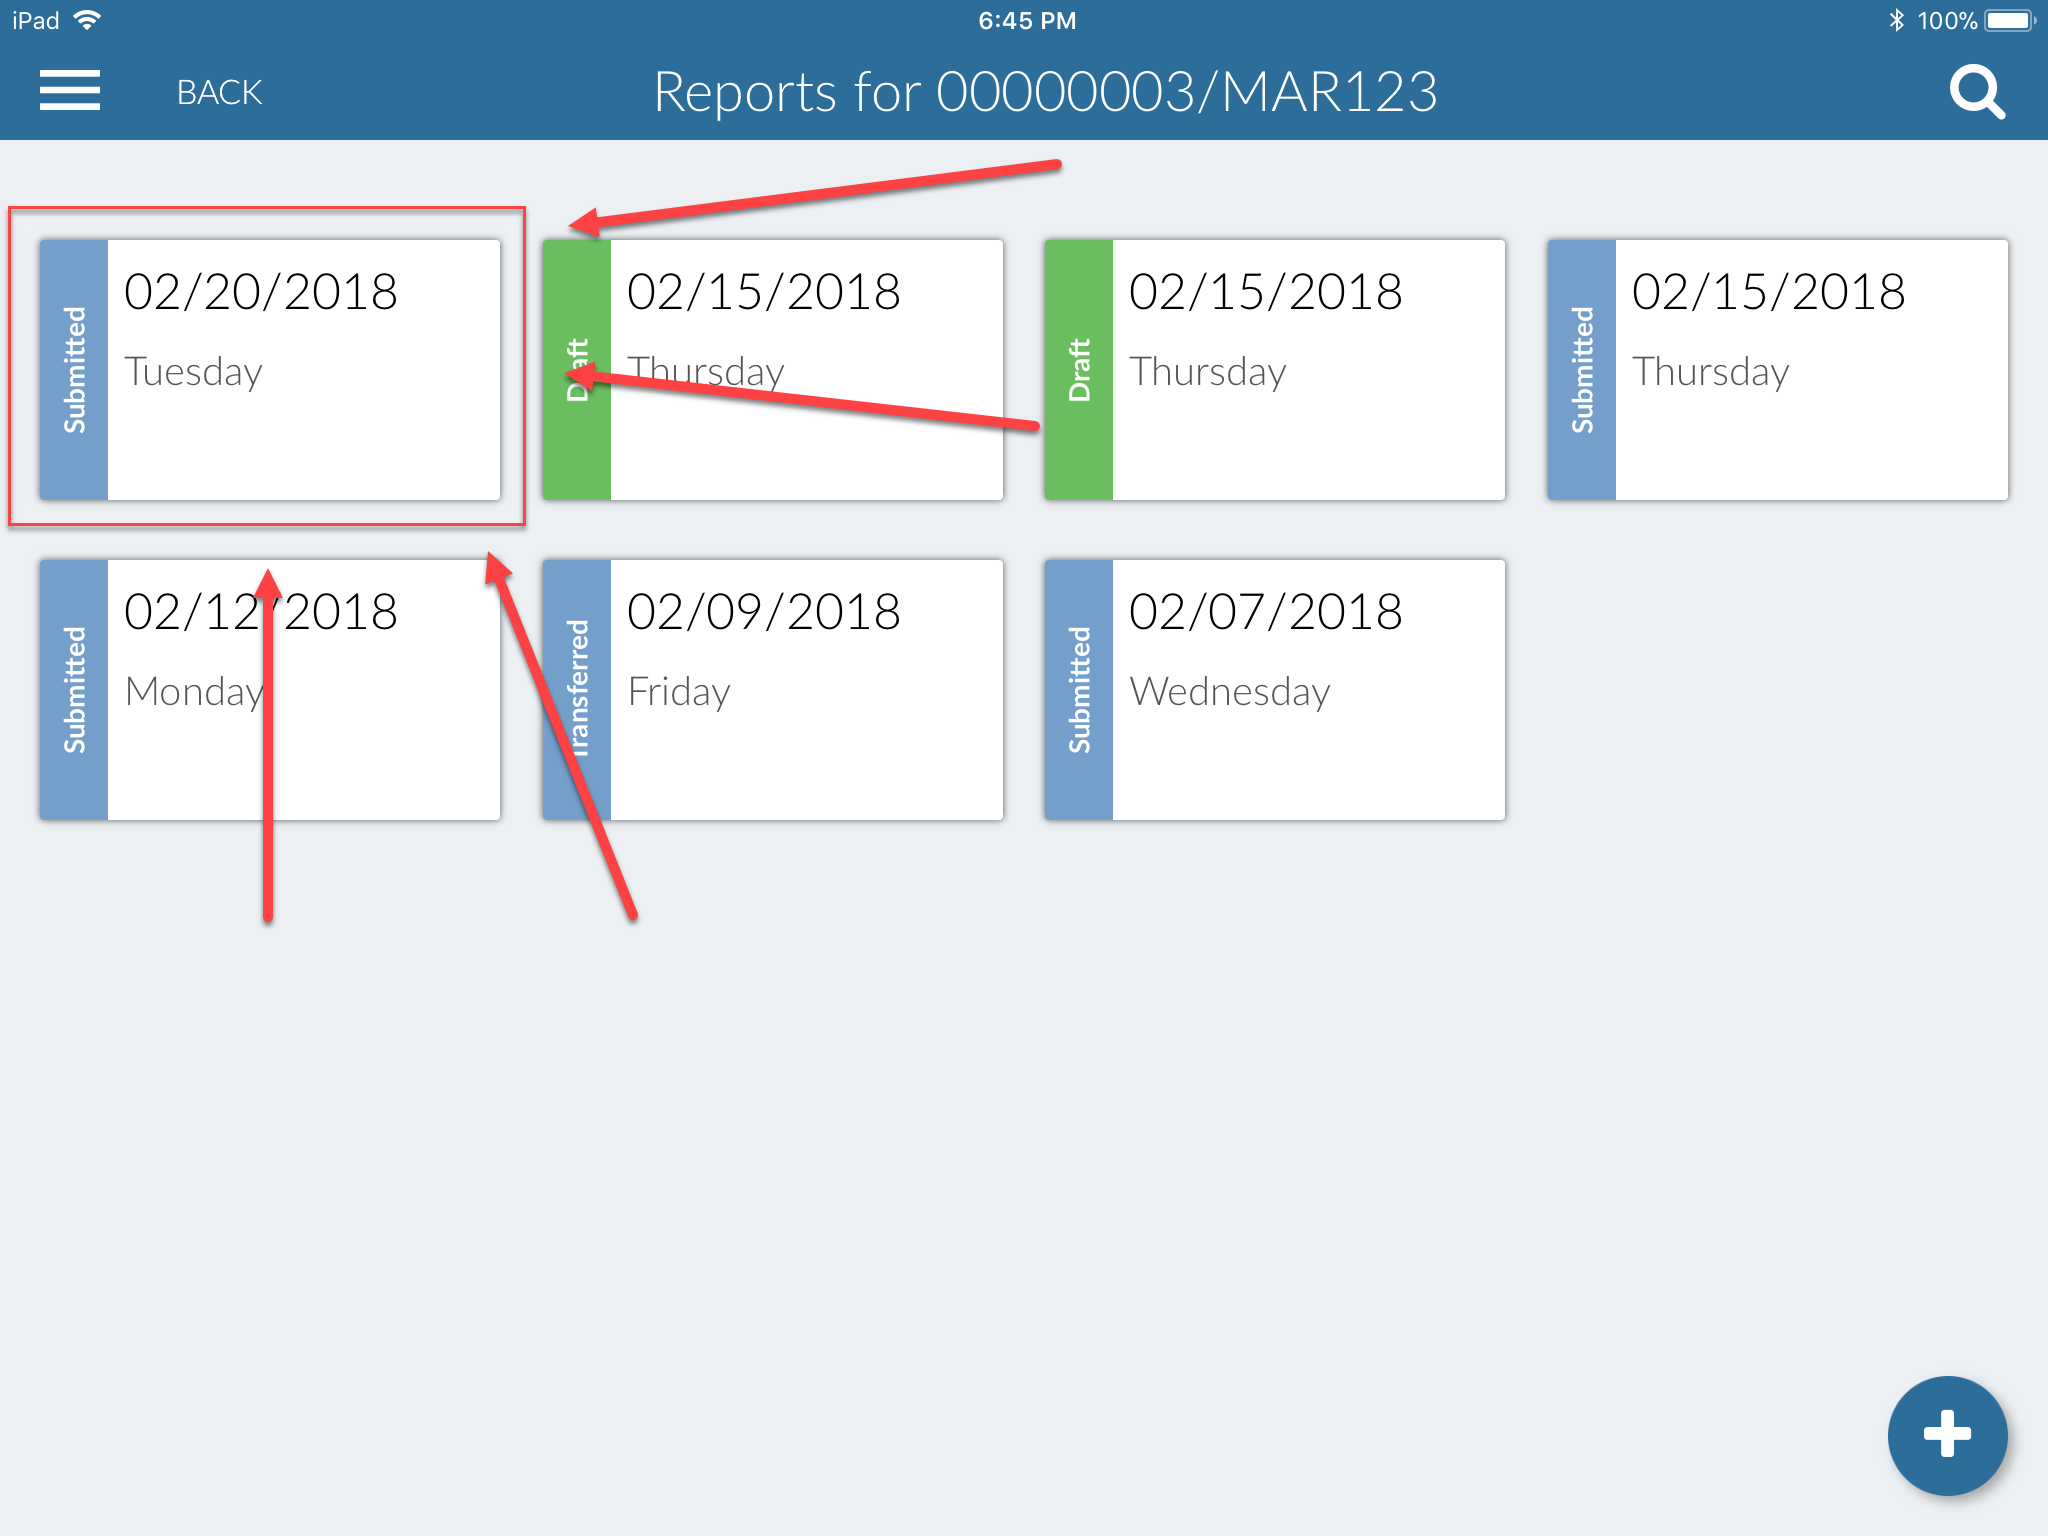 iPad 6:45 PM 100%
BACK Reports for 00000003/MAR123
Submitted
02/20/2018
Tuesday
Draft
02/15/2018
Thursday
Draft
02/15/2018
Thursday
Submitted
02/15/2018
Thursday
Submitted
02/12/2018
Monday
Transferred
02/09/2018
Friday
Submitted
02/07/2018
Wednesday